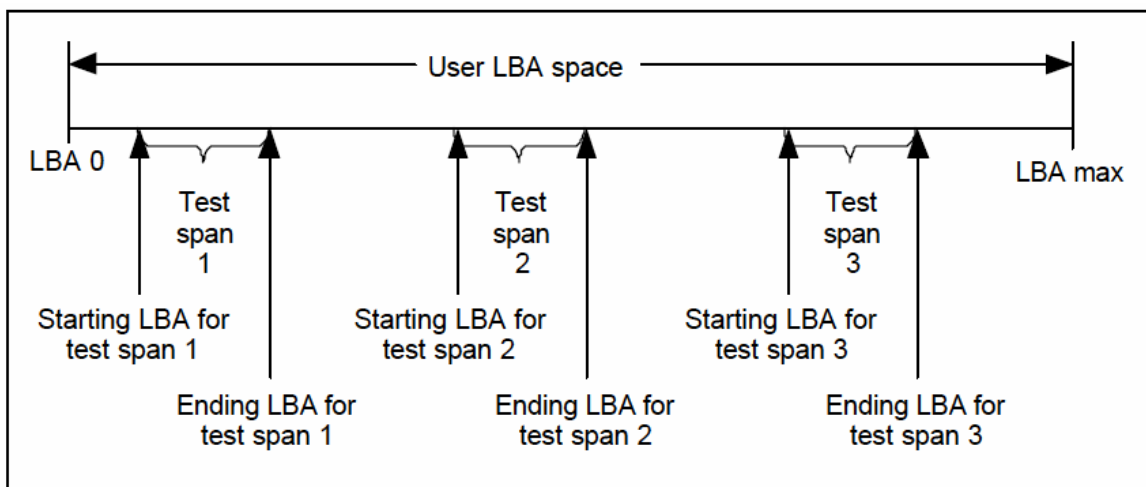 User LBA space
LBA 0
LBA max
Test
span
1
Test
span
2
Test
span
3
Starting LBA for
test span 1
Starting LBA for
test span 2
Starting LBA for
test span 3
Ending LBA for
test span 1
Ending LBA for
test span 2
Ending LBA for
test span 3